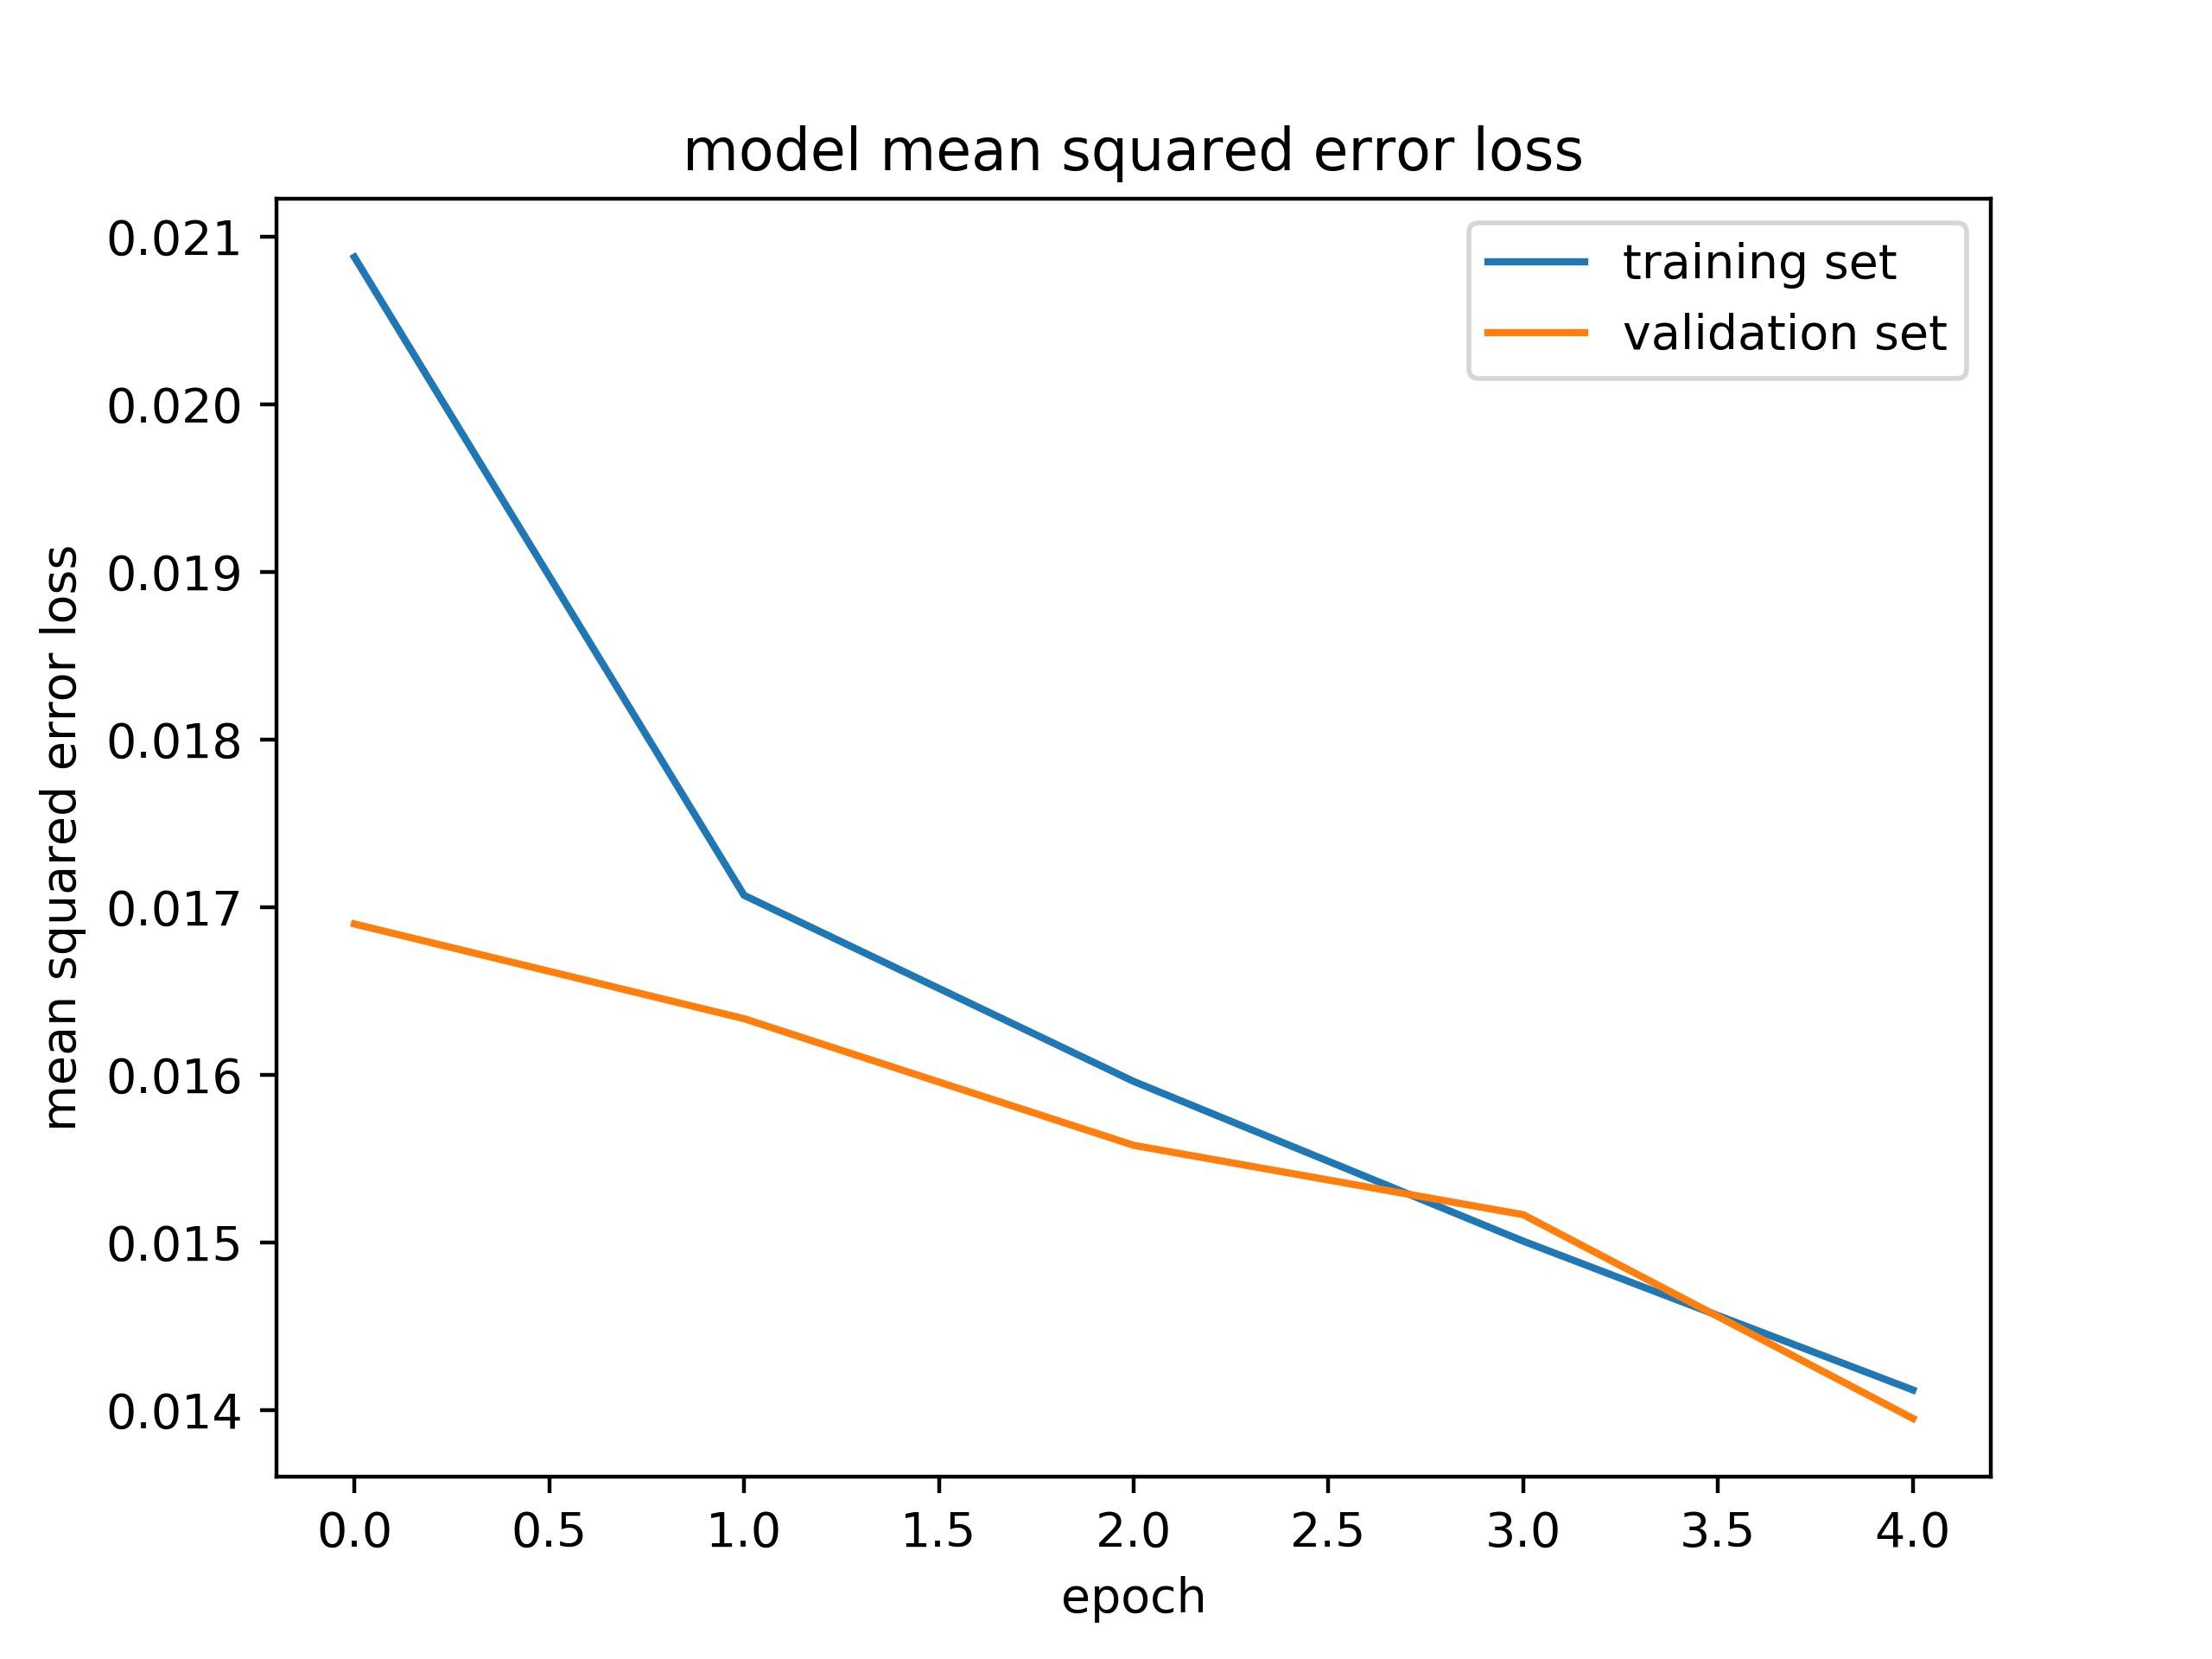 model mean squared error loss
training set
validation set
mean squared error loss
0.021
0.020
0.019
0.018
0.017
0.016
0.015
0.014
0.0 0.5 1.0 1.5 2.0 2.5 3.0 3.5 4.0
epoch